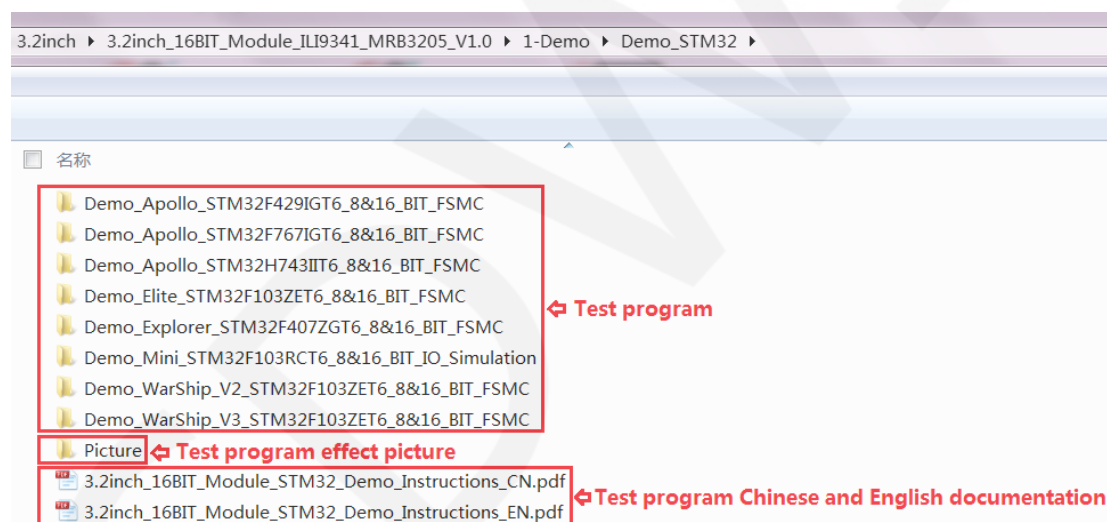 3.2inch ▸ 3.2inch_16BIT_Module_ILI9341_MRB3205_V1.0 ▸ 1-Demo ▸ Demo_STM32 ▸
名称
Demo_Apollo_STM32F429IGT6_8&16_BIT_FSMC
Demo_Apollo_STM32F767IGT6_8&16_BIT_FSMC
Demo_Apollo_STM32H743IIT6_8&16_BIT_FSMC
Demo_Elite_STM32F103ZET6_8&16_BIT_FSMC
Test program
Demo_Explorer_STM32F407ZGT6_8&16_BIT_FSMC
Demo_Mini_STM32F103RCT6_8&16_BIT_IO_Simulation
Demo_WarShip_V2_STM32F103ZET6_8&16_BIT_FSMC
Demo_WarShip_V3_STM32F103ZET6_8&16_BIT_FSMC
Picture Test program effect picture
3.2inch_16BIT_Module_STM32_Demo_Instructions_CN.pdf
Test program Chinese and English documentation
3.2inch_16BIT_Module_STM32_Demo_Instructions_EN.pdf